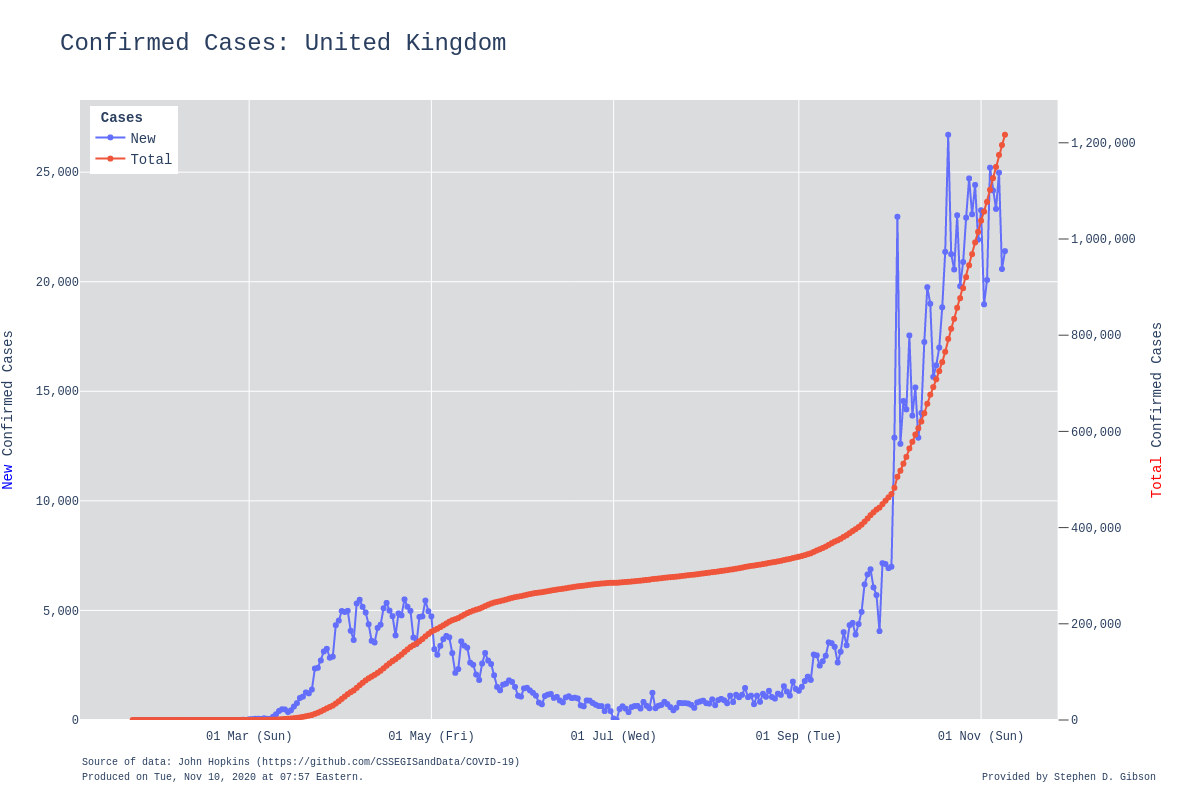 Confirmed Cases: United Kingdom
Cases
New
Total
25,000
20,000
15,000
10,000
5,000
0
New Confirmed Cases
1,200,000
1,000,000
800,000
600,000
400,000
200,000
0
Total Confirmed Cases
01 Mar (Sun)
01 May (Fri)
01 Jul (Wed)
01 Sep (Tue)
01 Nov (Sun)
Source of data: John Hopkins (https://github.com/CSSEGISandData/COVID-19)
Produced on Tue, Nov 10, 2020 at 07:57 Eastern.
Provided by Stephen D. Gibson